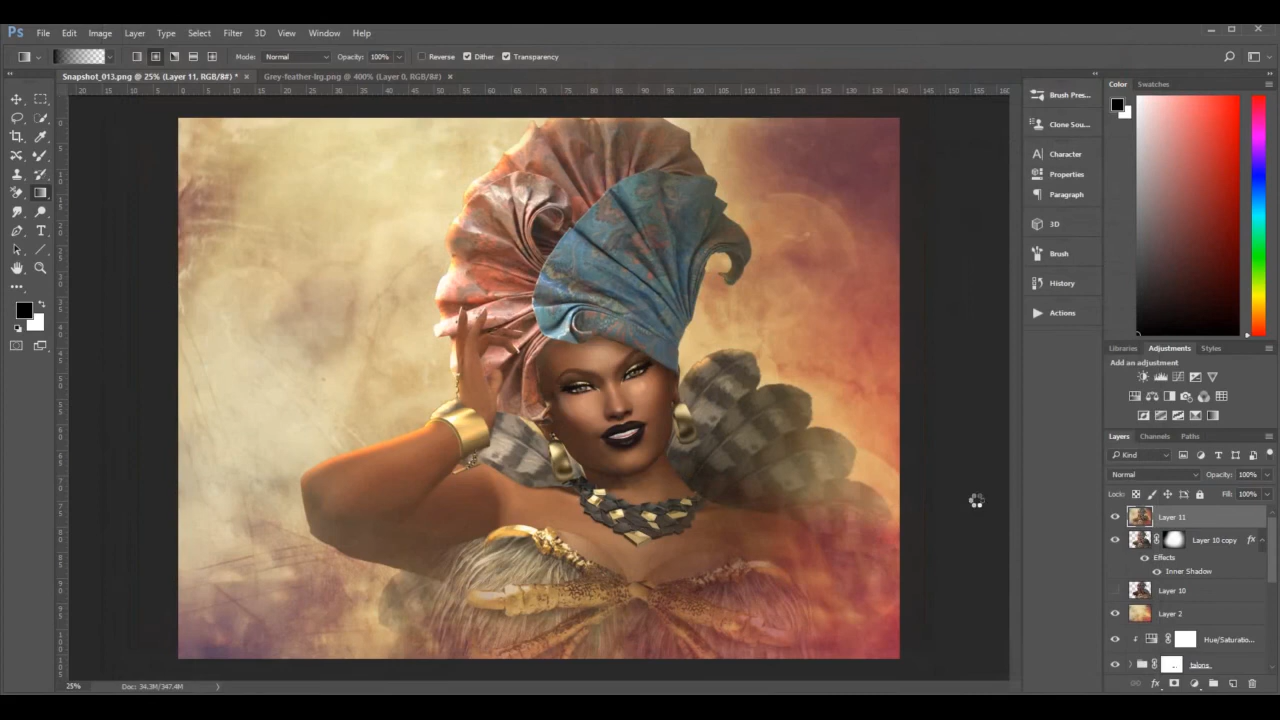 Ps File Edit Image Layer Type Select Filter 3D View Window Help
Mode: Normal Opacity: 100% Reverse Dither Transparency
Snapshot_013.png @ 25% (Layer 11, RGB/8#) * × Grey-feather-lrg.png @ 400% (Layer 0, RGB/8#) ×
Color Swatches
Brush Pres...
Clone Sou...
Character
Properties
Paragraph
3D
Brush
History
Actions
Libraries Adjustments Styles
Add an adjustment
Layers Channels Paths
Kind
Normal Opacity: 100%
Lock: Fill: 100%
Layer 11
Layer 10 copy fx
Effects
Inner Shadow
Layer 10
Layer 2
Hue/Saturatio...
talons
25% Doc: 34.3M/347.4M